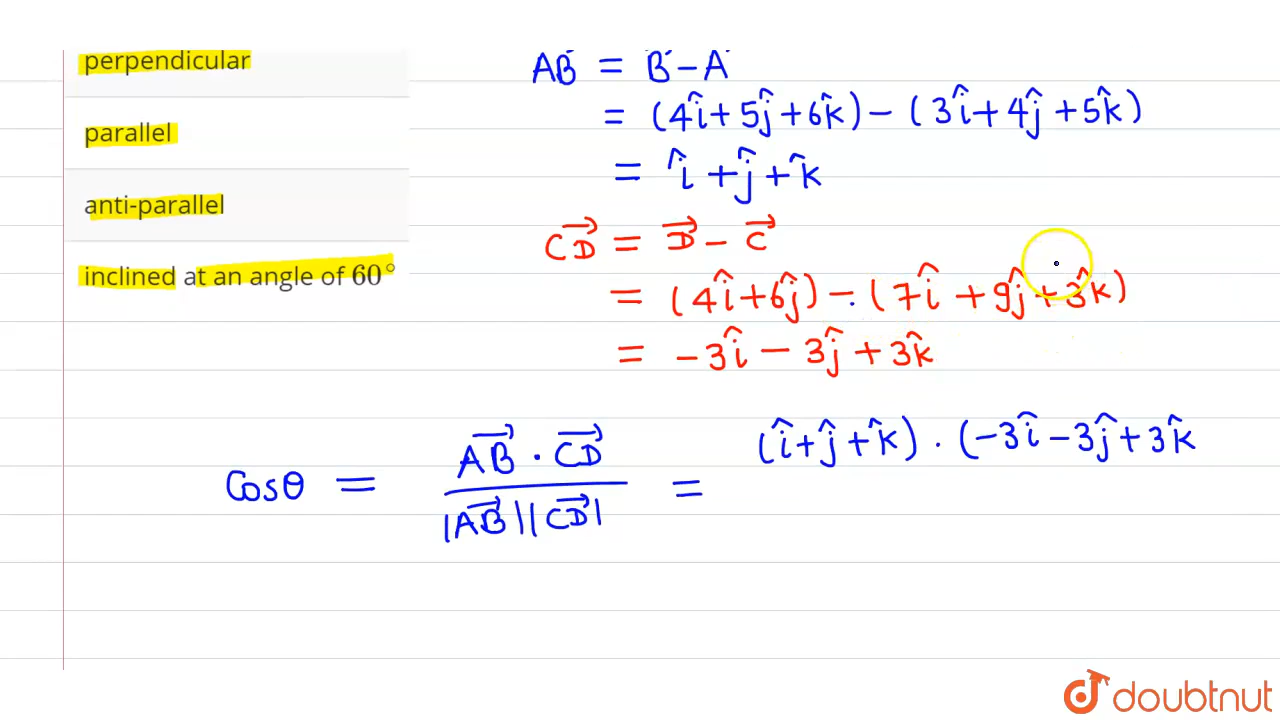 perpendicular
parallel
anti-parallel
inclined at an angle of 60°
AB = B - A
= (4î + 5ĵ + 6k̂) - (3î + 4ĵ + 5k̂)
= î + ĵ + k̂
CD⃗ = D⃗ - C⃗
= (4î + 6ĵ) - (7î + 9ĵ + 3k̂)
= -3î - 3ĵ + 3k̂
Cosθ = AB⃗ · CD⃗ / |AB⃗||CD⃗| = (î + ĵ + k̂) · (-3î - 3ĵ + 3k̂
doubtnut